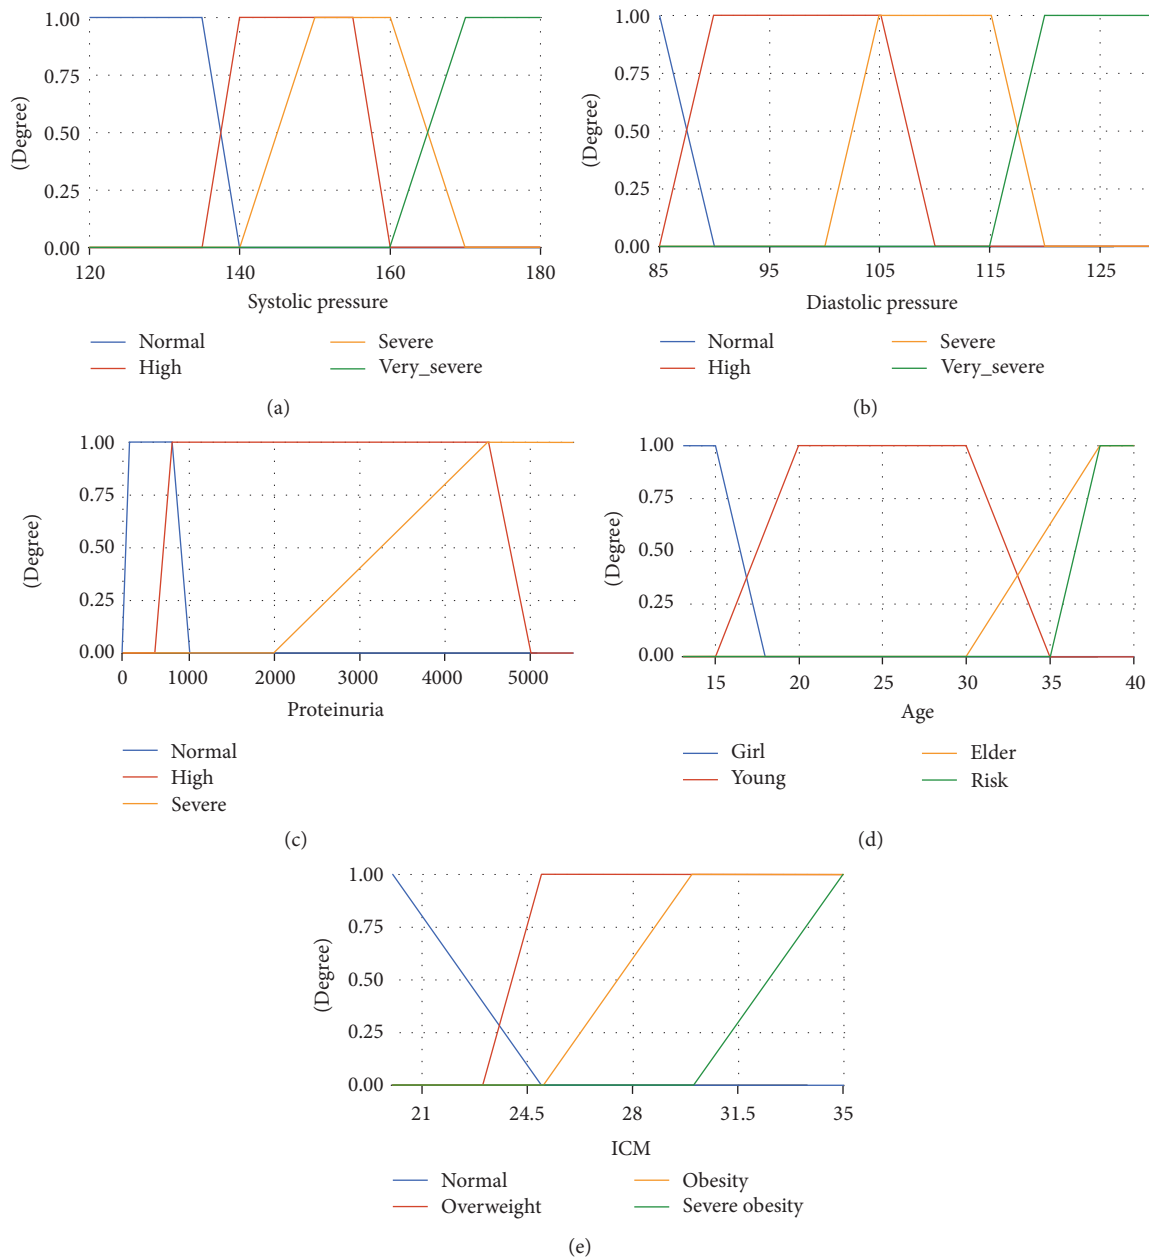 1.00
0.75
0.50
0.25
0.00
(Degree)
120 140 160 180
Systolic pressure
Normal
High
Severe
Very_severe
(a)
1.00
0.75
0.50
0.25
0.00
(Degree)
85 95 105 115 125
Diastolic pressure
Normal
High
Severe
Very_severe
(b)
1.00
0.75
0.50
0.25
0.00
(Degree)
0 1000 2000 3000 4000 5000
Proteinuria
Normal
High
Severe
(c)
1.00
0.75
0.50
0.25
0.00
(Degree)
15 20 25 30 35 40
Age
Girl
Young
Elder
Risk
(d)
1.00
0.75
0.50
0.25
0.00
(Degree)
21 24.5 28 31.5 35
ICM
Normal
Overweight
Obesity
Severe obesity
(e)